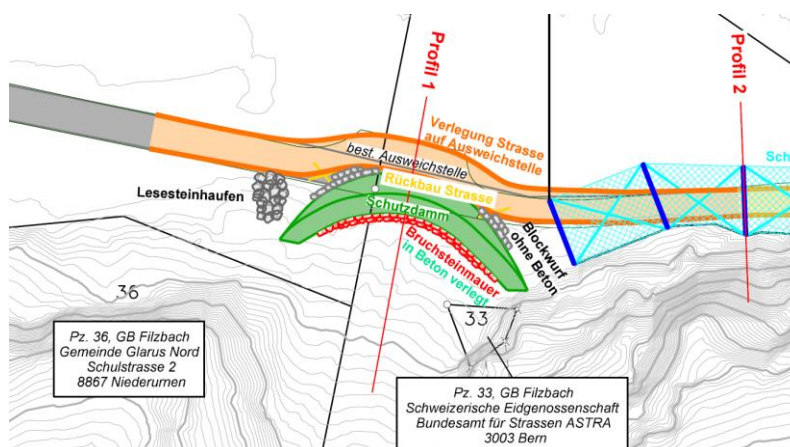 Profil 1
Profil 2
Verlegung Strasse
auf Ausweichstelle
best. Ausweichstelle
Sch
Lesesteinhaufen
Rückbau Strasse
Schutzdamm
Blockwurf
ohne Beton
Bruchsteinmauer
in Beton verlegt
36
33
Pz. 36, GB Filzbach
Gemeinde Glarus Nord
Schulstrasse 2
8867 Niederurnen
Pz. 33, GB Filzbach
Schweizerische Eidgenossenschaft
Bundesamt für Strassen ASTRA
3003 Bern